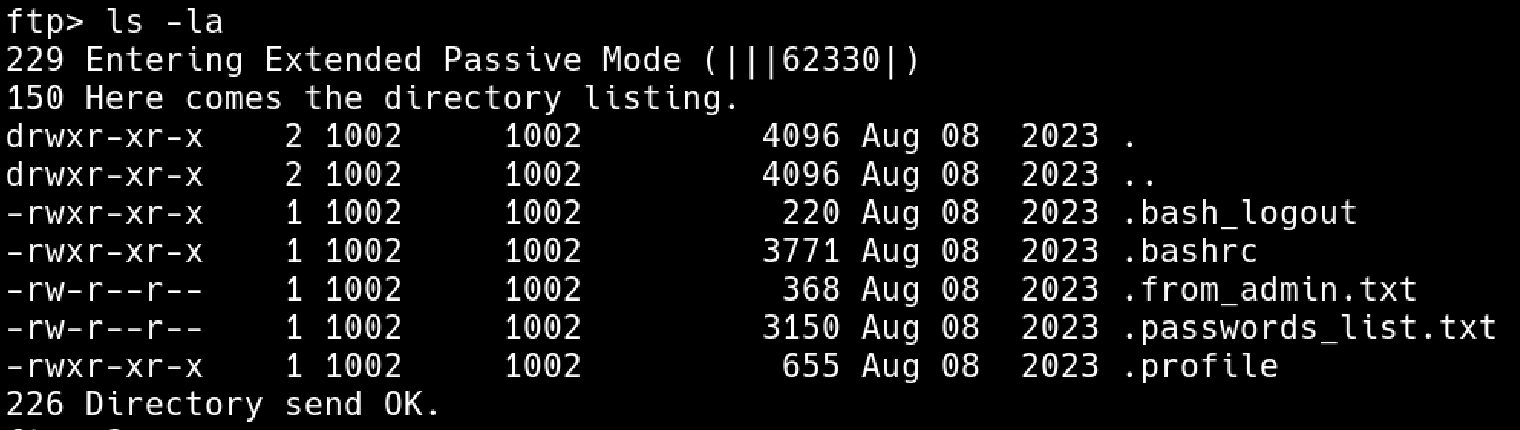 ftp> ls -la
229 Entering Extended Passive Mode (|||62330|)
150 Here comes the directory listing.
drwxr-xr-x    2 1002     1002         4096 Aug 08  2023 .
drwxr-xr-x    2 1002     1002         4096 Aug 08  2023 ..
-rwxr-xr-x    1 1002     1002          220 Aug 08  2023 .bash_logout
-rwxr-xr-x    1 1002     1002         3771 Aug 08  2023 .bashrc
-rw-r--r--    1 1002     1002          368 Aug 08  2023 .from_admin.txt
-rw-r--r--    1 1002     1002         3150 Aug 08  2023 .passwords_list.txt
-rwxr-xr-x    1 1002     1002          655 Aug 08  2023 .profile
226 Directory send OK.